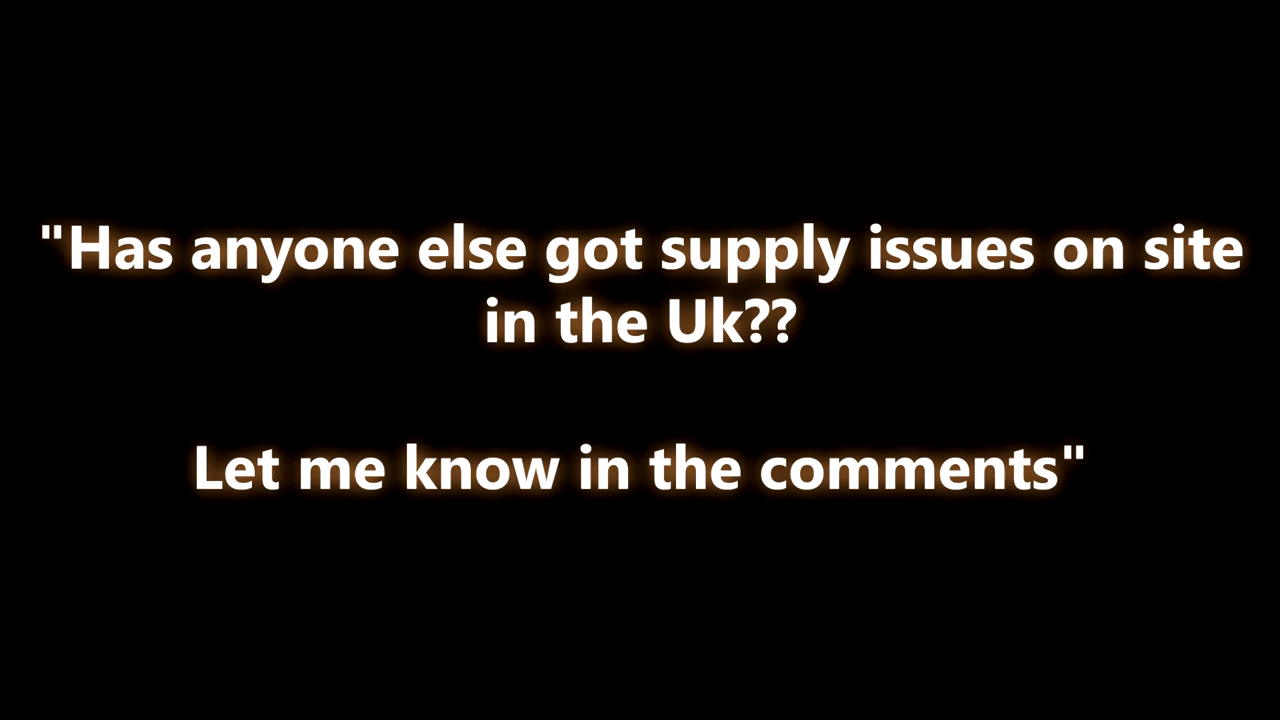 "Has anyone else got supply issues on site
in the Uk??
Let me know in the comments"